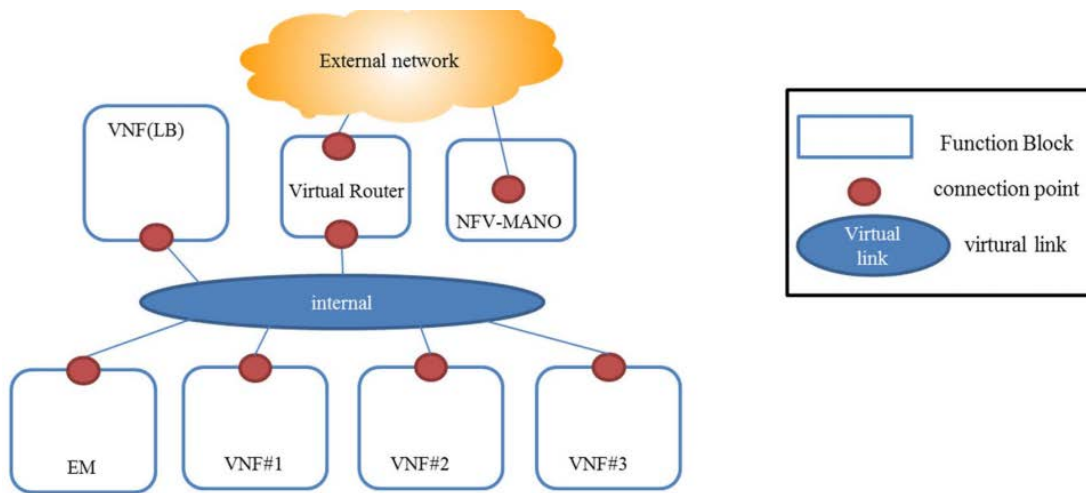 External network
VNF(LB)
Virtual Router
NFV-MANO
internal
EM
VNF#1
VNF#2
VNF#3
Function Block
connection point
Virtual
link
virtural link